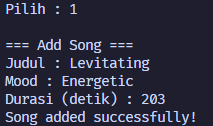 Pilih : 1
=== Add Song ===
Judul : Levitating
Mood : Energetic
Durasi (detik) : 203
Song added successfully!